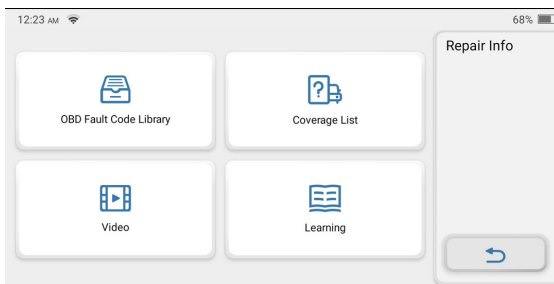 12:23 AM
68%
Repair Info
OBD Fault Code Library
Coverage List
Video
Learning